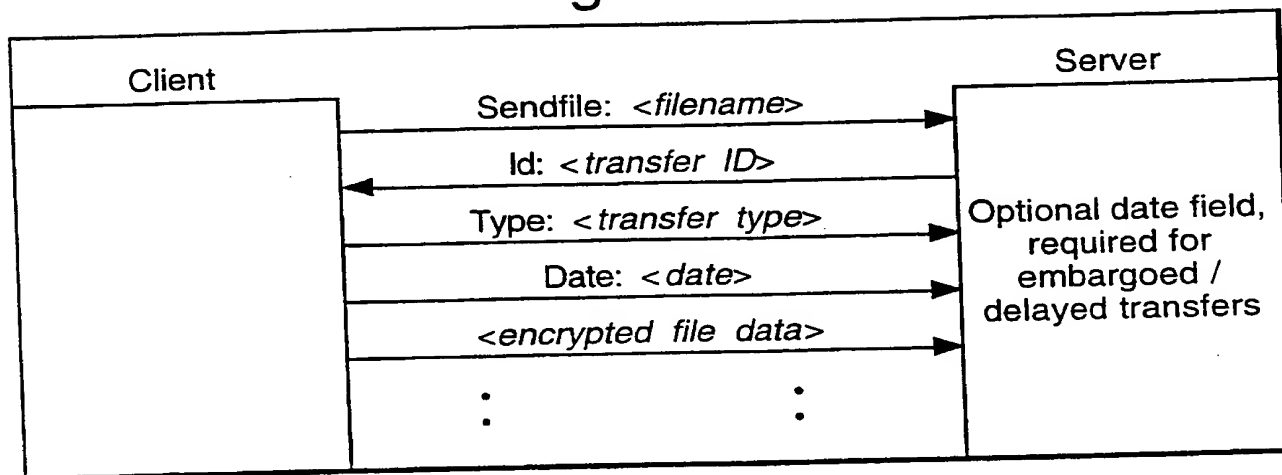 Client
Server
Sendfile: <filename>
Id: <transfer ID>
Type: <transfer type>
Date: <date>
<encrypted file data>
Optional date field,
required for
embargoed /
delayed transfers